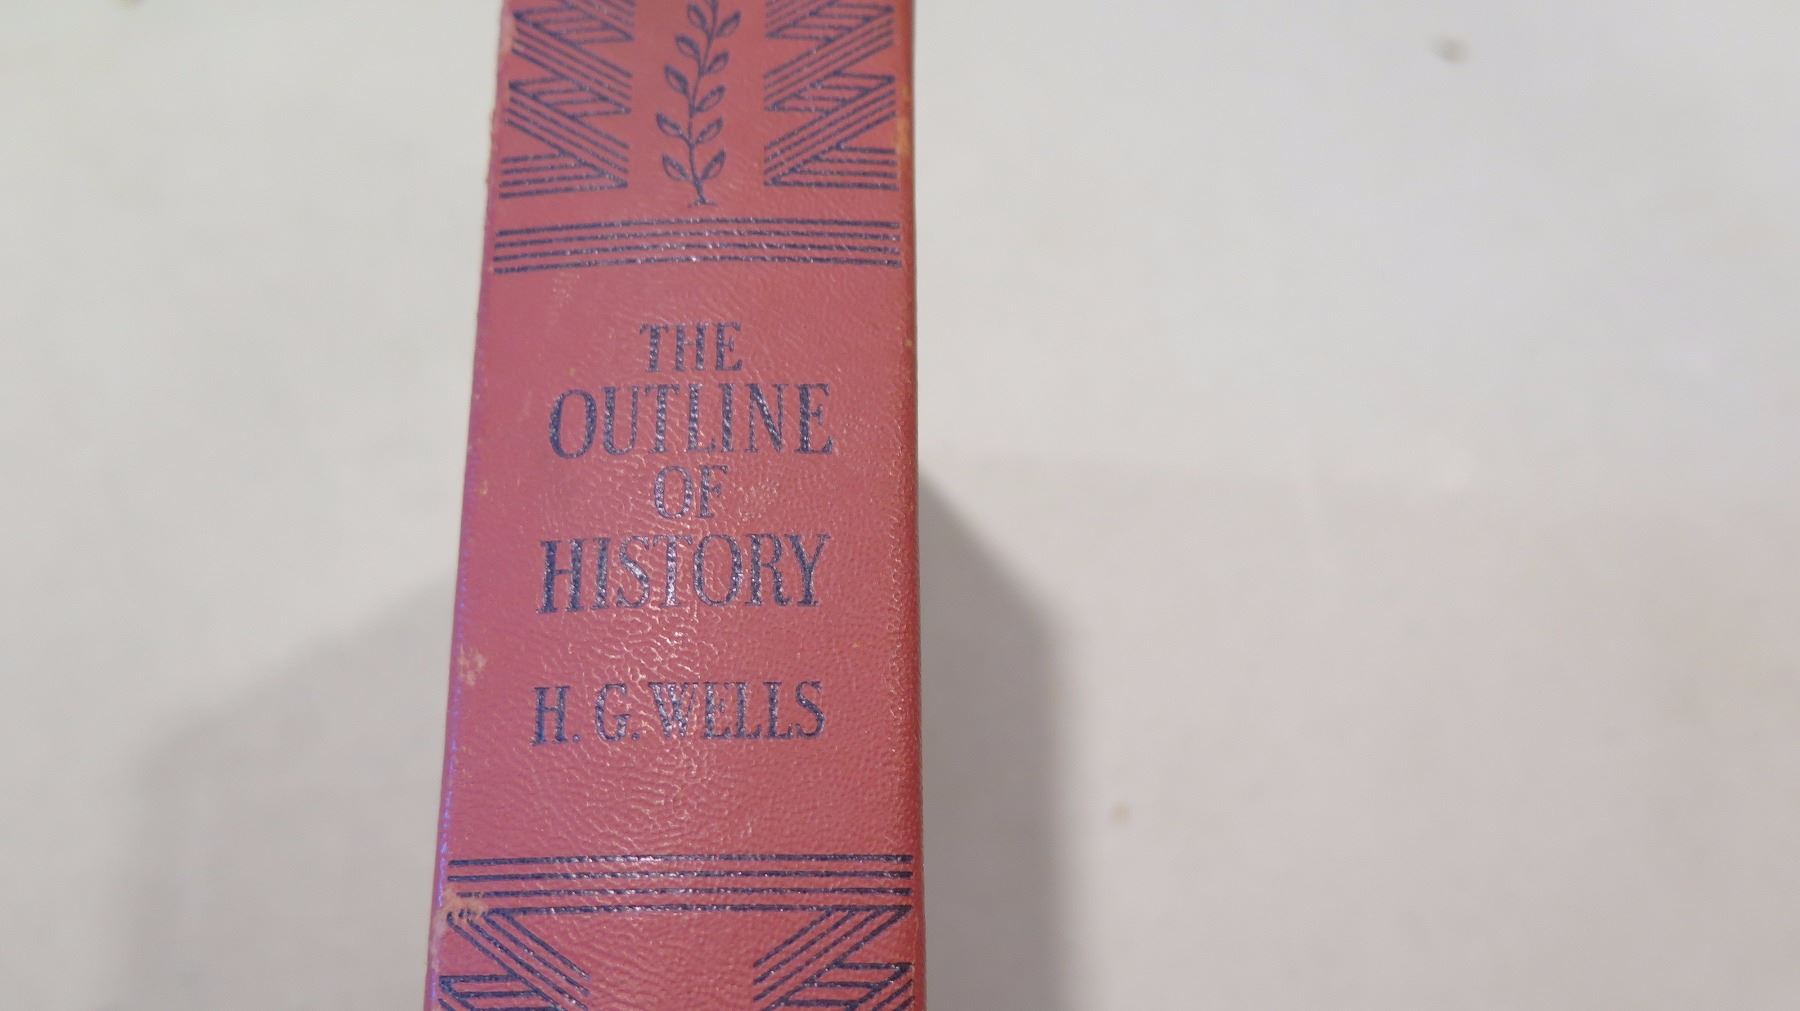 THE
OUTLINE
OF
HISTORY
H. G. WELLS